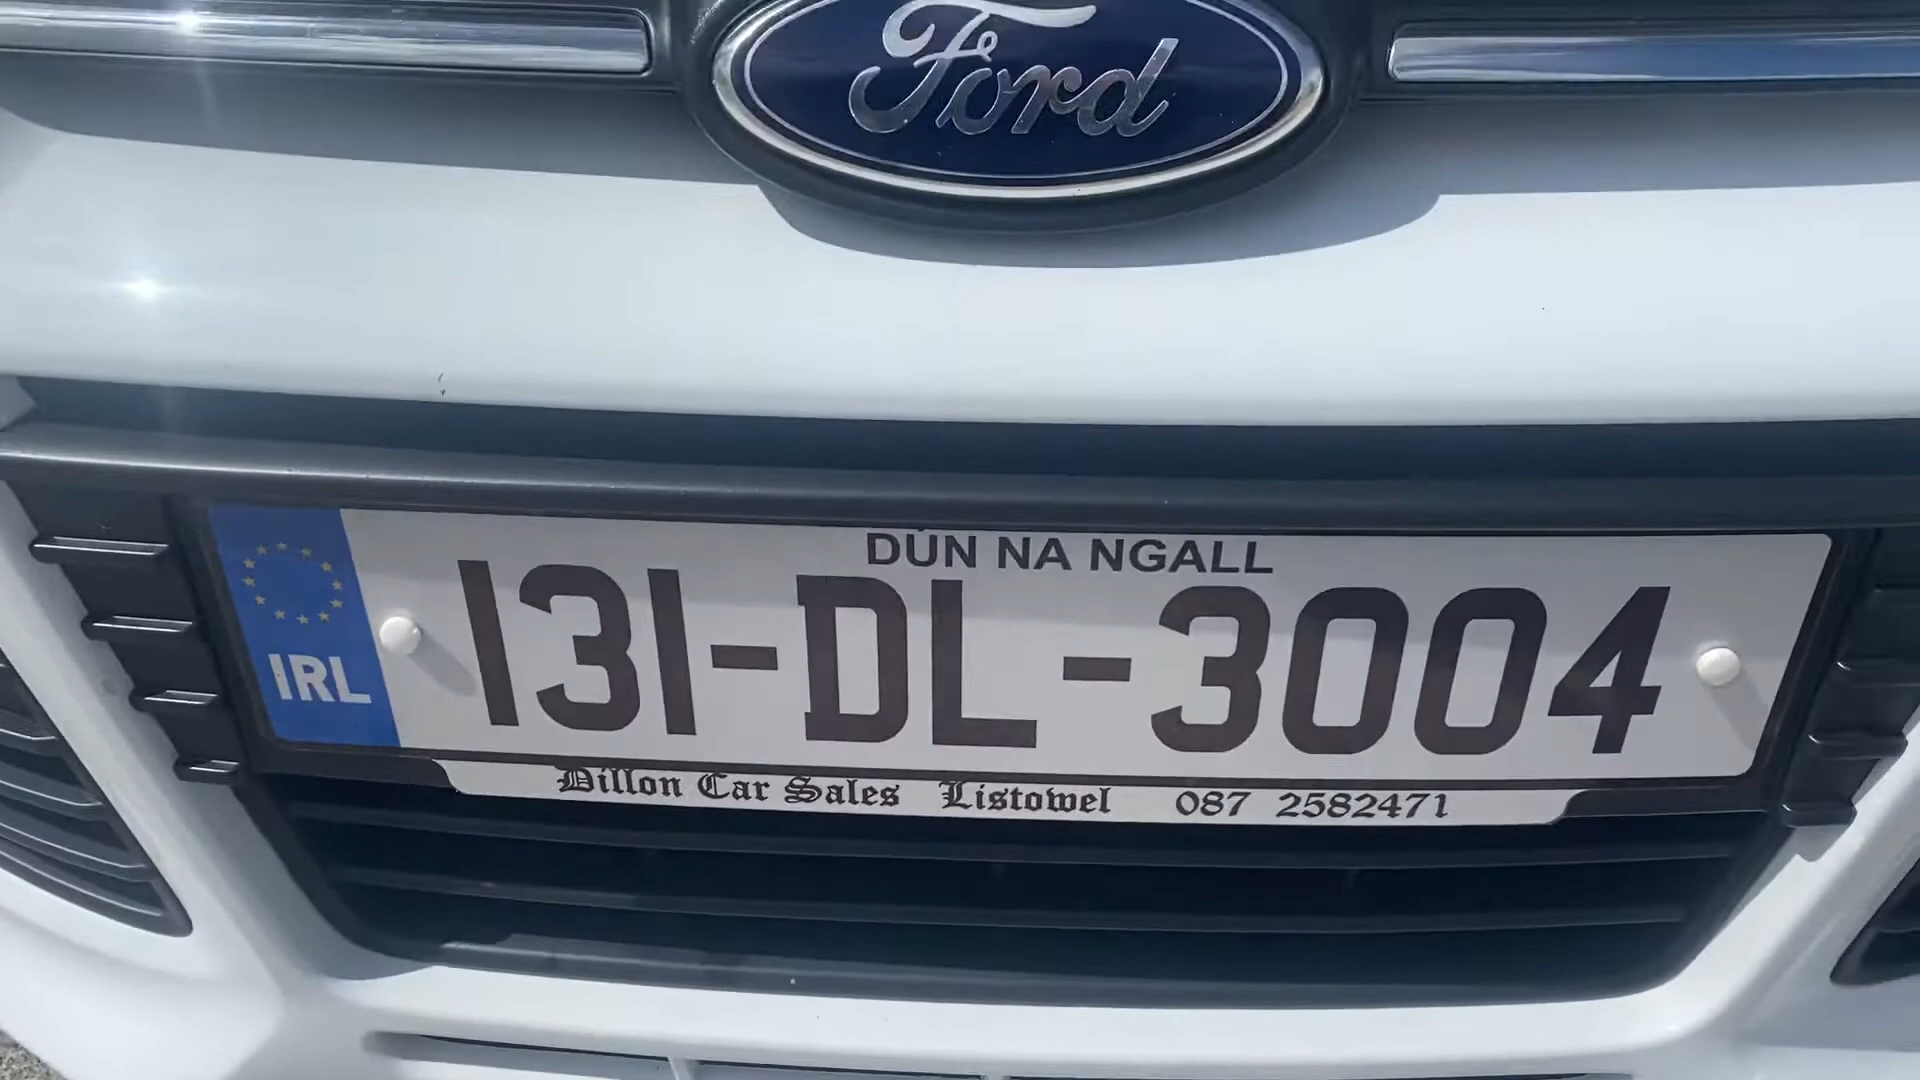 Ford
DÚN NA NGALL
IRL
131-DL-3004
Dillon Car Sales Listowel 087 2582471